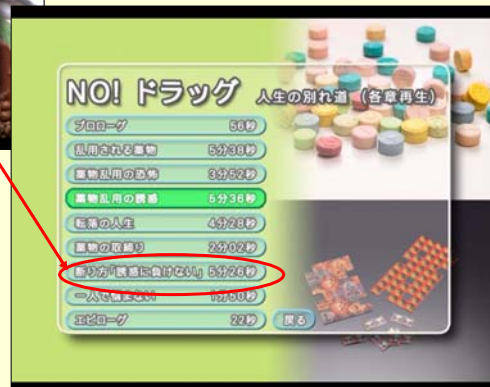 NO! ドラッグ 人生の別れ道 (各章再生)
プロローグ 56秒
乱用される薬物 5分38秒
薬物乱用の恐怖 3分52秒
薬物乱用の誘惑 6分36秒
転落の人生 4分28秒
薬物の取締り 2分02秒
断り方「誘惑に負けない」 5分26秒
一人で悩まない 1分50秒
エピローグ 22秒
戻る